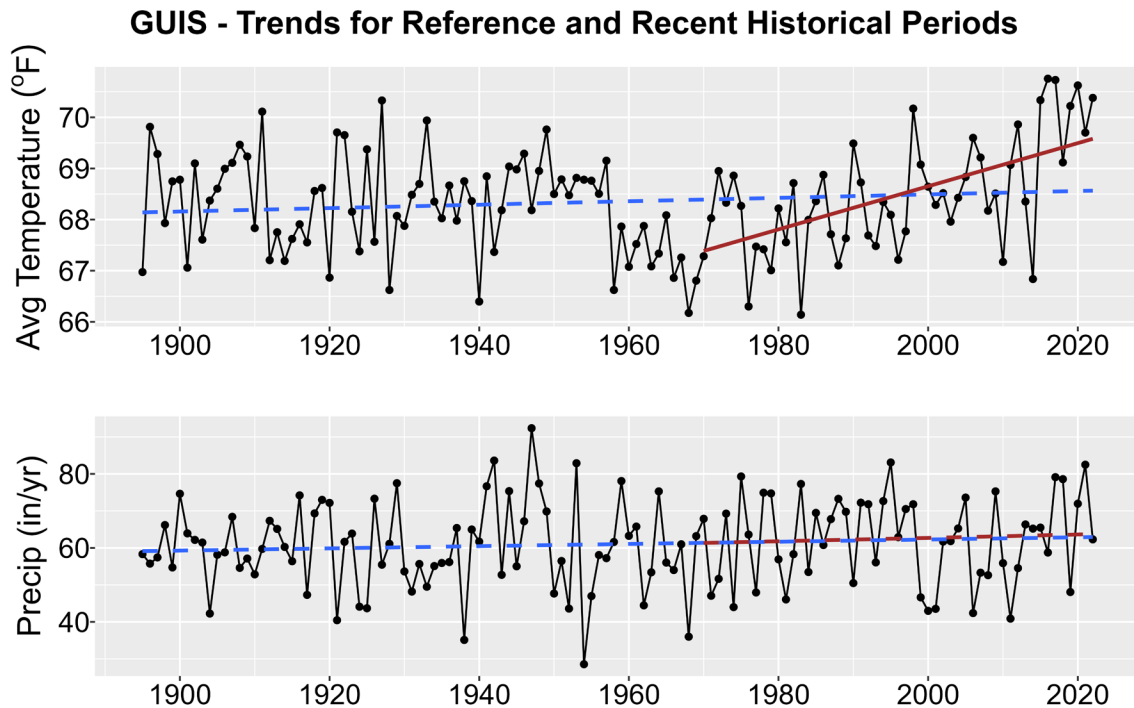 GUIS - Trends for Reference and Recent Historical Periods
Avg Temperature (°F)
70
69
68
67
66
1900 1920 1940 1960 1980 2000 2020
Precip (in/yr)
80
60
40
1900 1920 1940 1960 1980 2000 2020